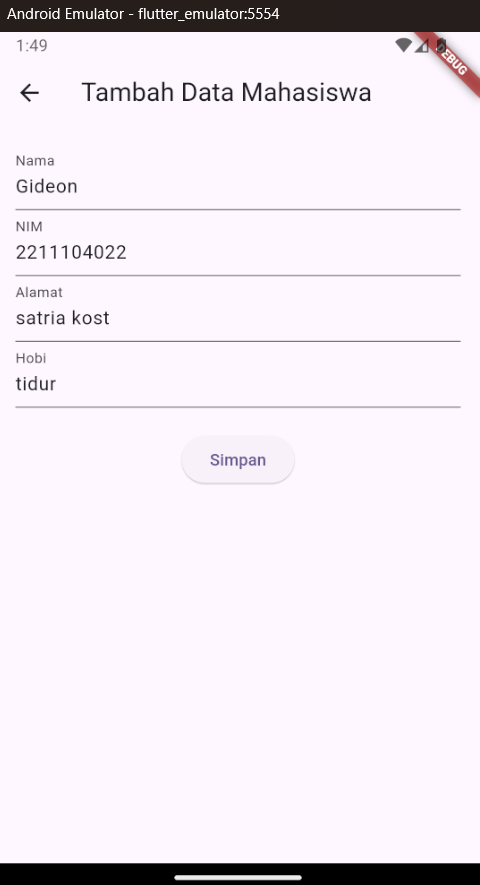 Android Emulator - flutter_emulator:5554
1:49
DEBUG
Tambah Data Mahasiswa
Nama
Gideon
NIM
2211104022
Alamat
satria kost
Hobi
tidur
Simpan